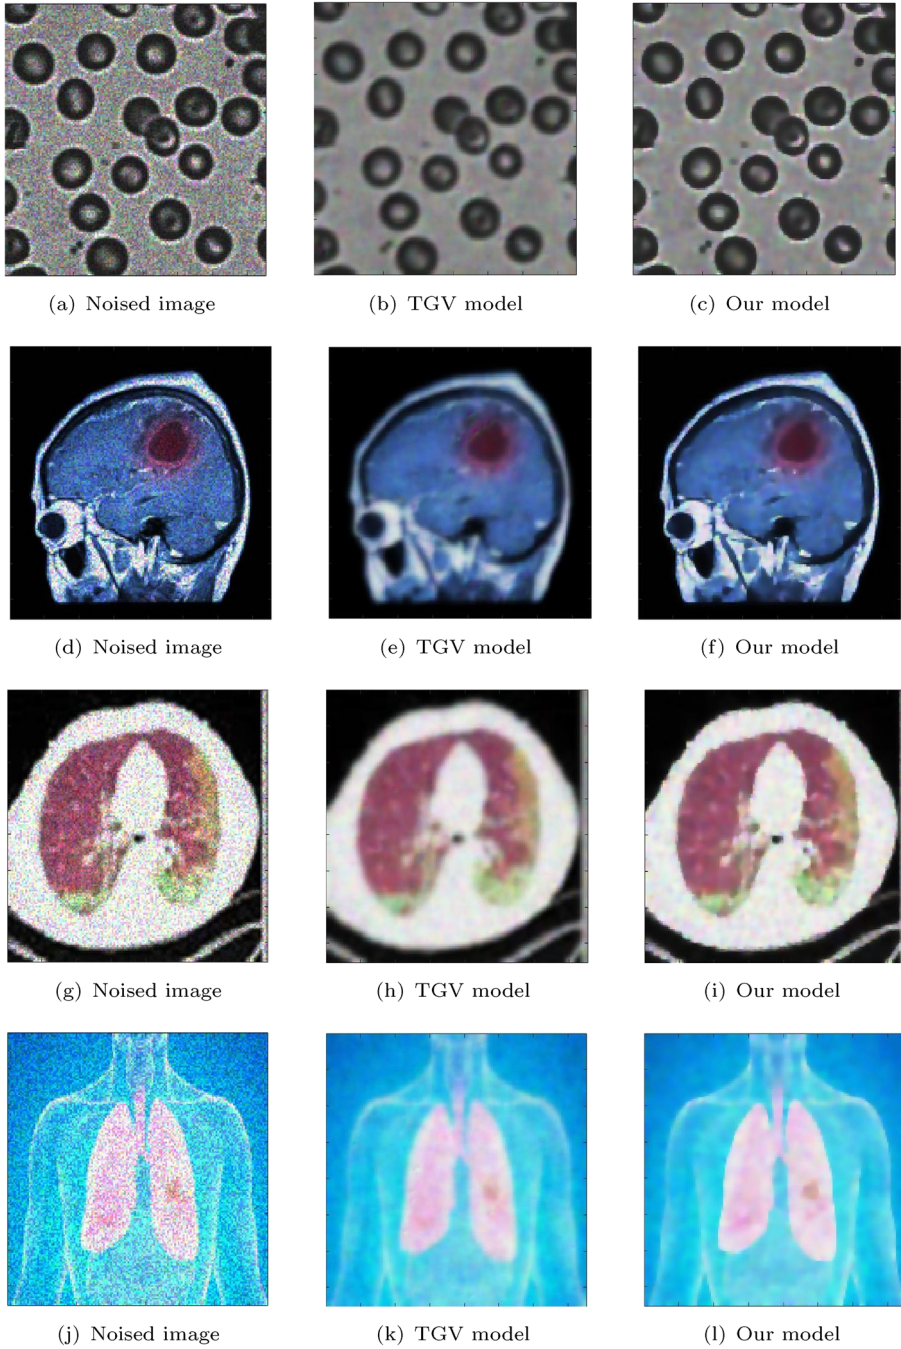 (a) Noised image
(b) TGV model
(c) Our model
(d) Noised image
(e) TGV model
(f) Our model
(g) Noised image
(h) TGV model
(i) Our model
(j) Noised image
(k) TGV model
(l) Our model